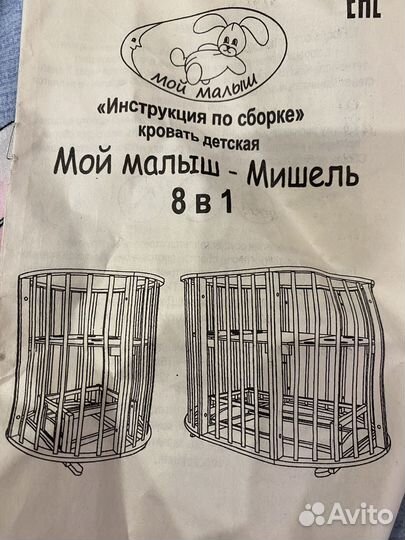 EAC
мой малыш
«Инструкция по сборке»
кровать детская
Мой малыш - Мишель
8 в 1
Avito